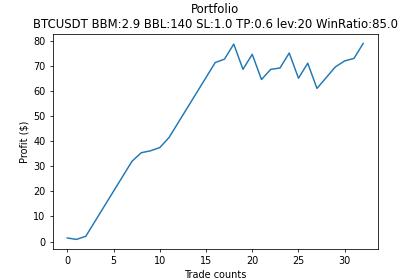 Portfolio
BTCUSDT BBM:2.9 BBL:140 SL:1.0 TP:0.6 lev:20 WinRatio:85.0
80
70
60
50
40
30
20
10
0
Profit ($)
0 5 10 15 20 25 30
Trade counts